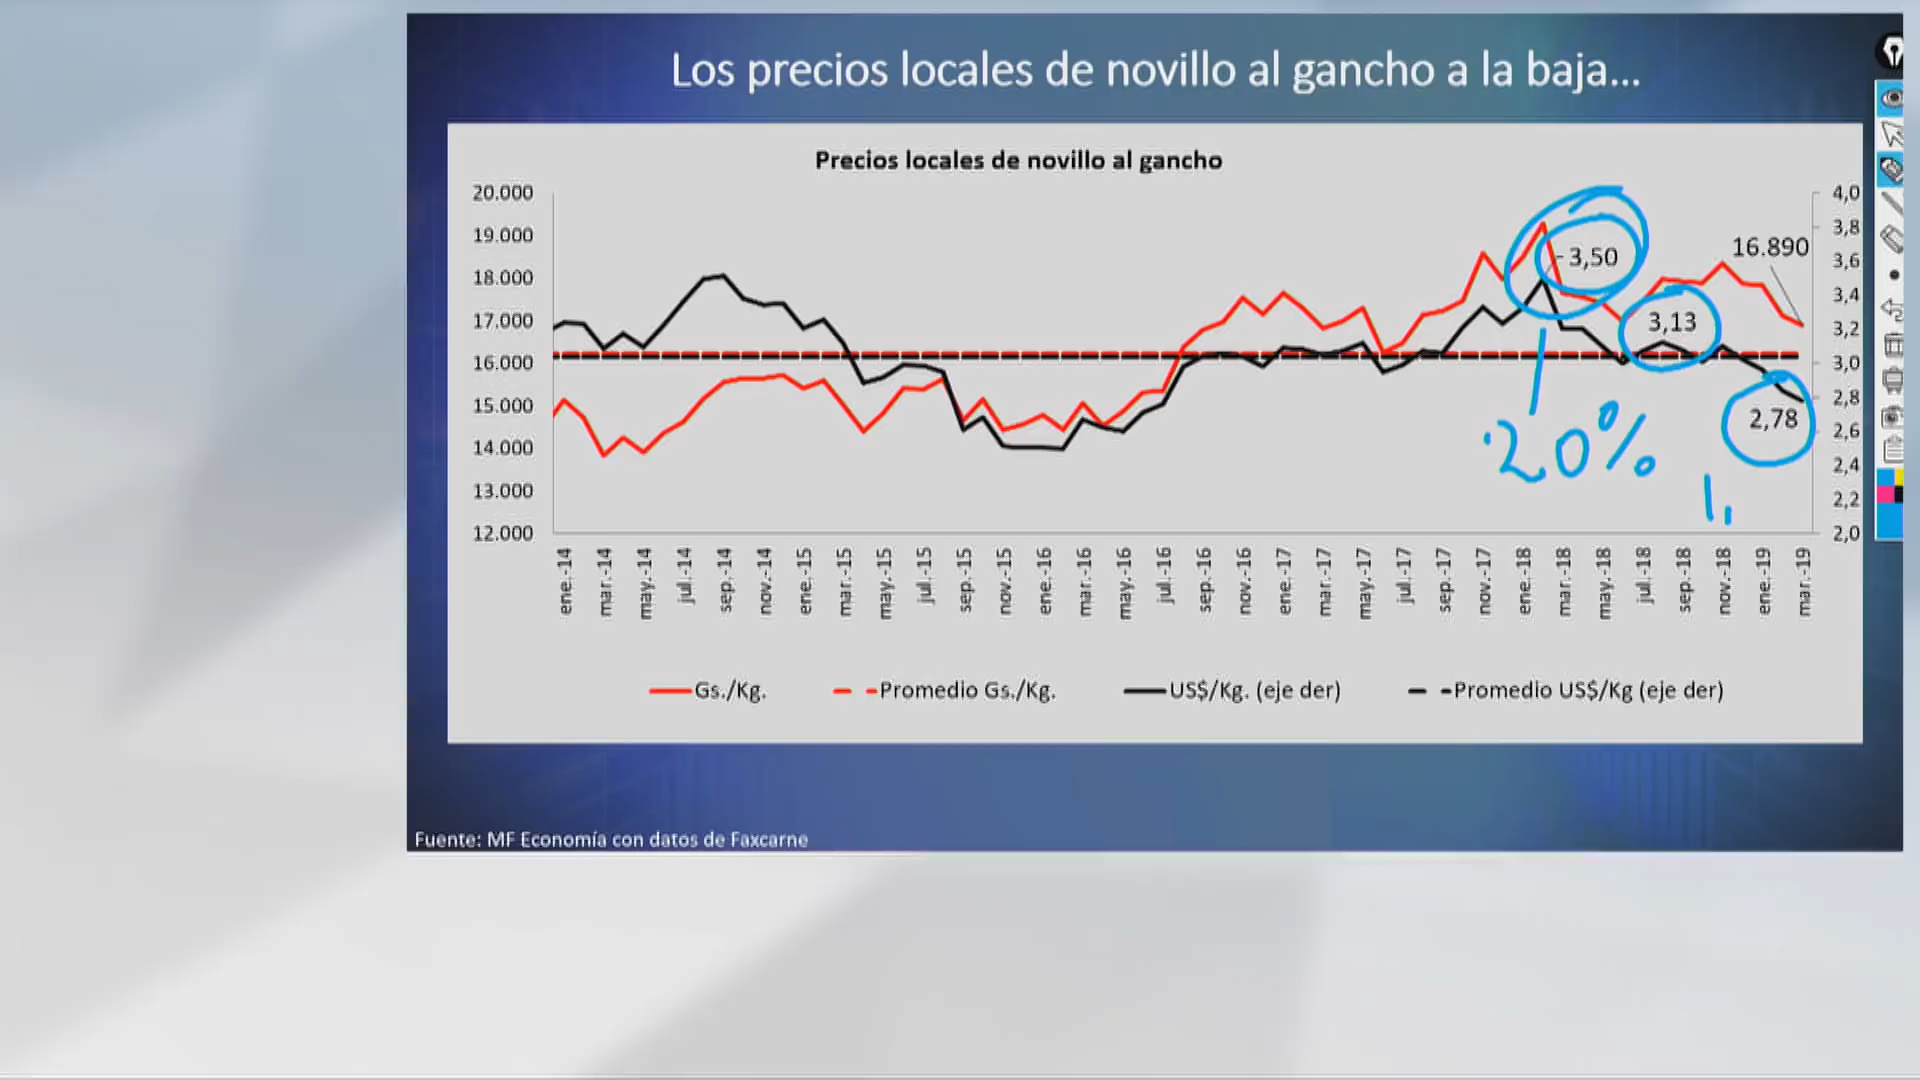 Los precios locales de novillo al gancho a la baja...
Precios locales de novillo al gancho
20.000
19.000
18.000
17.000
16.000
15.000
14.000
13.000
12.000
4,0
3,8
3,6
3,4
3,2
3,0
2,8
2,6
2,4
2,2
2,0
3,50
16.890
3,13
2,78
20%
1,
ene.-14
mar.-14
may.-14
jul.-14
sep.-14
nov.-14
ene.-15
mar.-15
may.-15
jul.-15
sep.-15
nov.-15
ene.-16
mar.-16
may.-16
jul.-16
sep.-16
nov.-16
ene.-17
mar.-17
may.-17
jul.-17
sep.-17
nov.-17
ene.-18
mar.-18
may.-18
jul.-18
sep.-18
nov.-18
ene.-19
mar.-19
Gs./Kg. Promedio Gs./Kg. US$/Kg. (eje der) Promedio US$/Kg (eje der)
Fuente: MF Economía con datos de Faxcarne